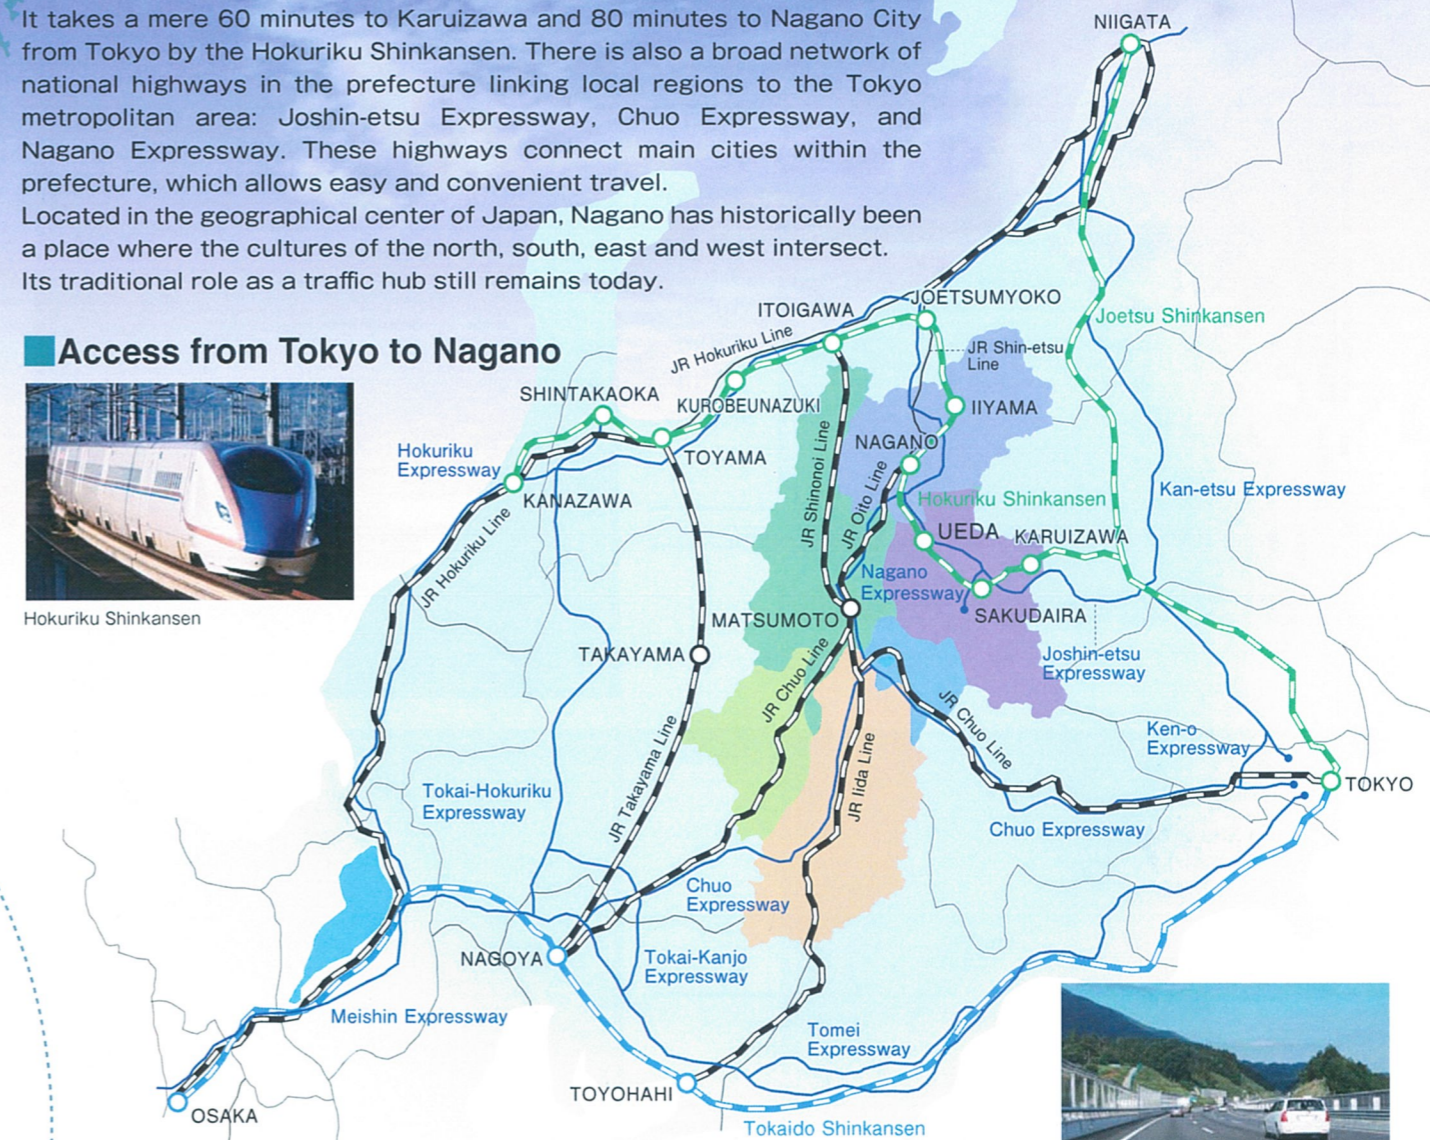 It takes a mere 60 minutes to Karuizawa and 80 minutes to Nagano City
from Tokyo by the Hokuriku Shinkansen. There is also a broad network of
national highways in the prefecture linking local regions to the Tokyo
metropolitan area: Joshin-etsu Expressway, Chuo Expressway, and
Nagano Expressway. These highways connect main cities within the
prefecture, which allows easy and convenient travel.
Located in the geographical center of Japan, Nagano has historically been
a place where the cultures of the north, south, east and west intersect.
Its traditional role as a traffic hub still remains today.
Access from Tokyo to Nagano
Hokuriku Shinkansen
NIIGATA
ITOIGAWA
JOETSUMYOKO
Joetsu Shinkansen
JR Hokuriku Line
JR Shin-etsu
Line
SHINTAKAOKA
KUROBEUNAZUKI
IIYAMA
Hokuriku
Expressway
TOYAMA
NAGANO
KANAZAWA
JR Shinonoi Line
JR Oito Line
Hokuriku Shinkansen
Kan-etsu Expressway
JR Hokuriku Line
UEDA
KARUIZAWA
Nagano
Expressway
SAKUDAIRA
MATSUMOTO
TAKAYAMA
JR Chuo Line
Joshin-etsu
Expressway
JR Chuo Line
Ken-o
Expressway
JR Takayama Line
JR Iida Line
TOKYO
Tokai-Hokuriku
Expressway
Chuo Expressway
Chuo
Expressway
NAGOYA
Tokai-Kanjo
Expressway
Meishin Expressway
Tomei
Expressway
TOYOHAHI
OSAKA
Tokaido Shinkansen